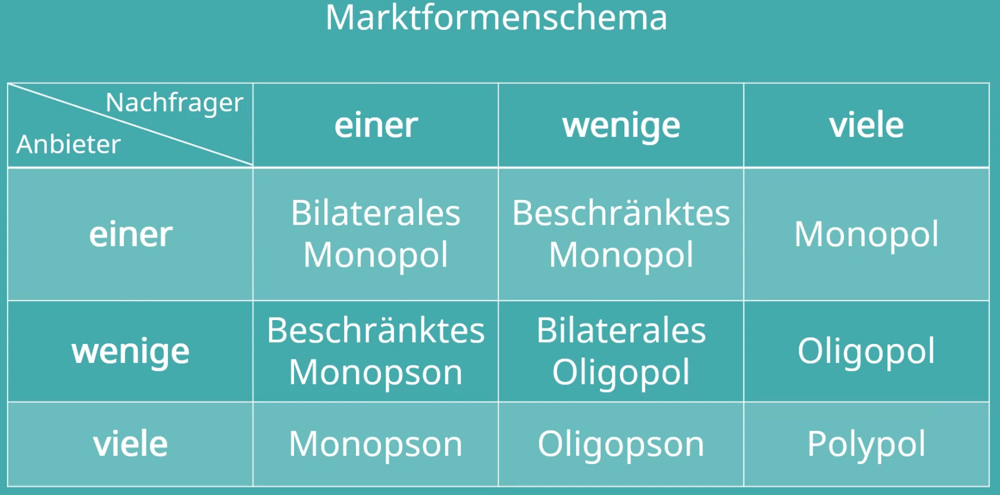 Marktformenschema
Nachfrager
Anbieter
einer
wenige
viele
einer
Bilaterales
Monopol
Beschränktes
Monopol
Monopol
wenige
Beschränktes
Monopson
Bilaterales
Oligopol
Oligopol
viele
Monopson
Oligopson
Polypol